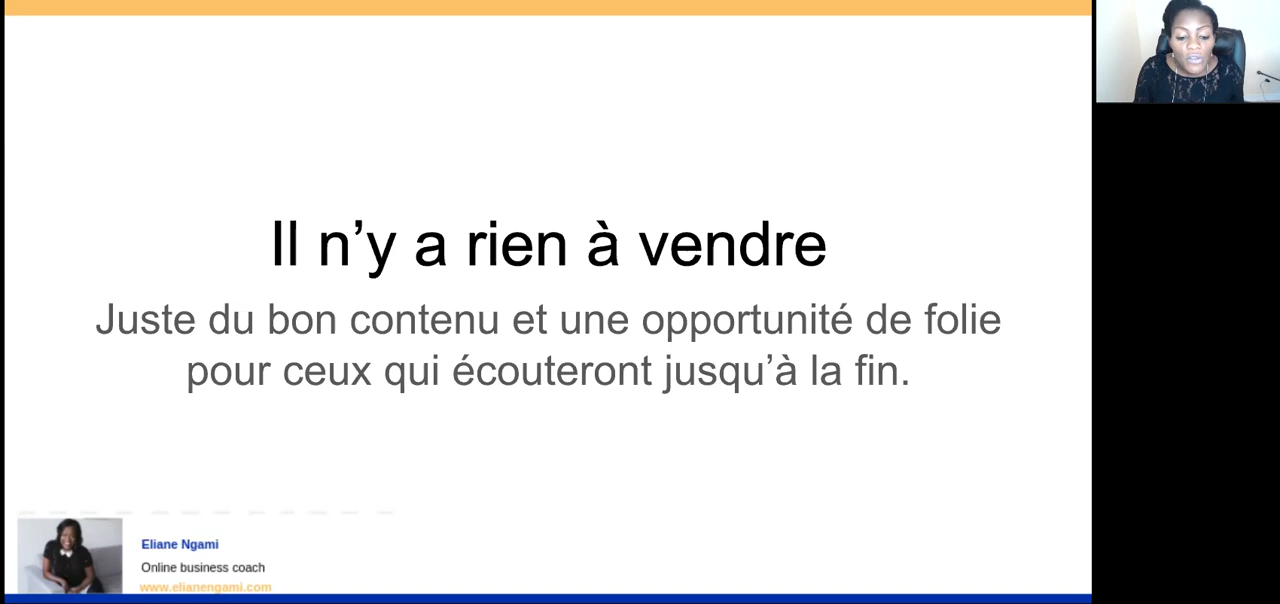 Il n’y a rien à vendre
Juste du bon contenu et une opportunité de folie
pour ceux qui écouteront jusqu’à la fin.
Eliane Ngami
Online business coach
www.elianengami.com